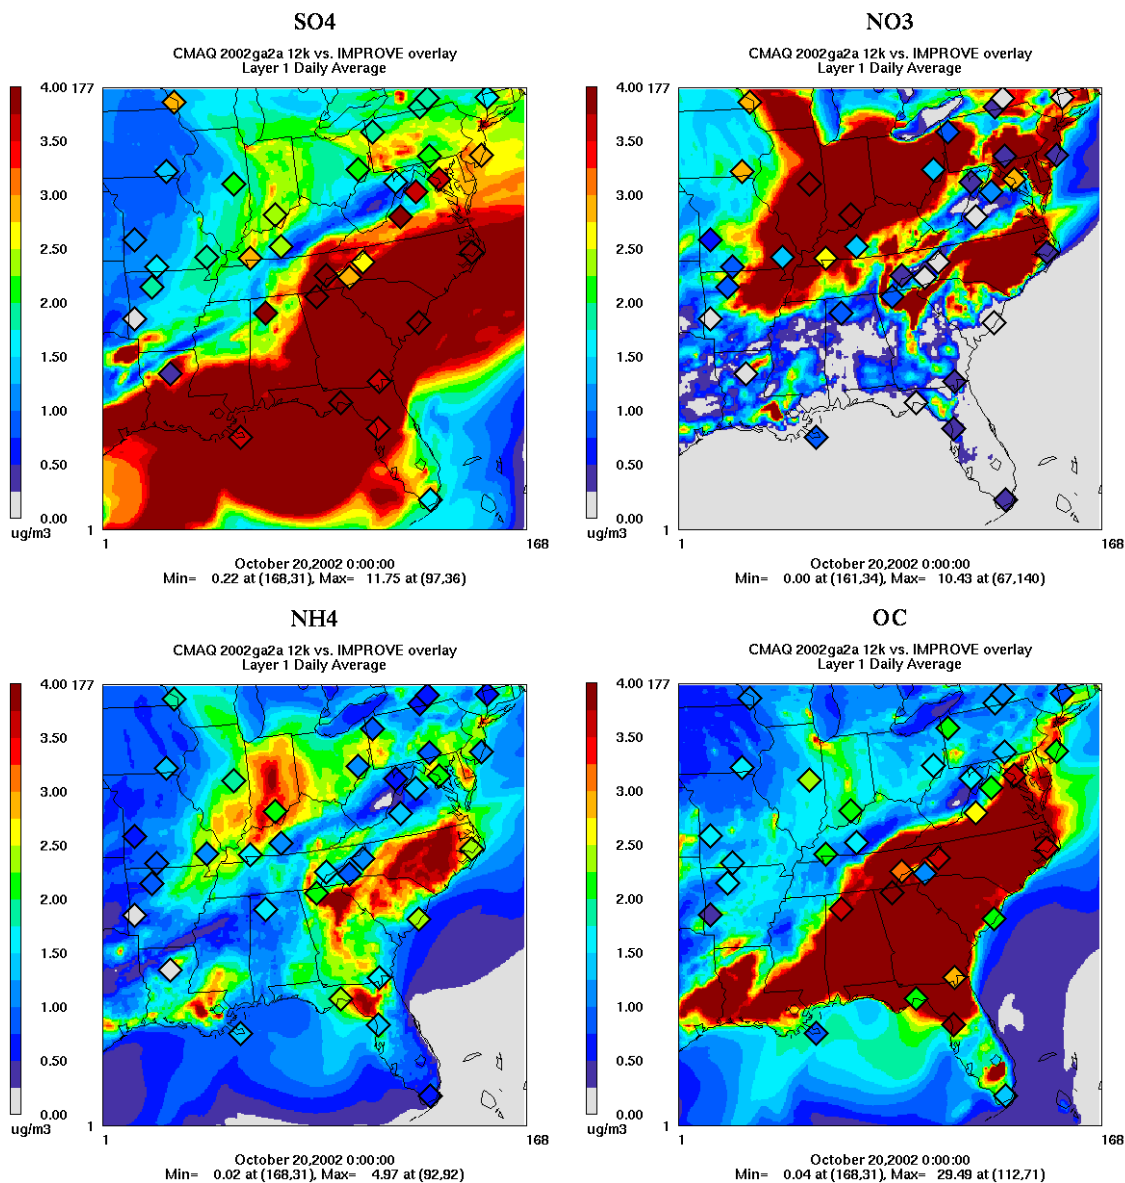 SO4
CMAQ 2002ga2a 12k vs. IMPROVE overlay
Layer 1 Daily Average
4.00 177
3.50
3.00
2.50
2.00
1.50
1.00
0.50
0.00
ug/m3
1
1
168
October 20,2002 0:00:00
Min= 0.22 at (168,31), Max= 11.75 at (97,36)
NO3
CMAQ 2002ga2a 12k vs. IMPROVE overlay
Layer 1 Daily Average
4.00 177
3.50
3.00
2.50
2.00
1.50
1.00
0.50
0.00
ug/m3
1
1
168
October 20,2002 0:00:00
Min= 0.00 at (161,34), Max= 10.43 at (67,140)
NH4
CMAQ 2002ga2a 12k vs. IMPROVE overlay
Layer 1 Daily Average
4.00 177
3.50
3.00
2.50
2.00
1.50
1.00
0.50
0.00
ug/m3
1
1
168
October 20,2002 0:00:00
Min= 0.02 at (168,31), Max= 4.97 at (92,92)
OC
CMAQ 2002ga2a 12k vs. IMPROVE overlay
Layer 1 Daily Average
4.00 177
3.50
3.00
2.50
2.00
1.50
1.00
0.50
0.00
ug/m3
1
1
168
October 20,2002 0:00:00
Min= 0.04 at (168,31), Max= 29.49 at (112,71)